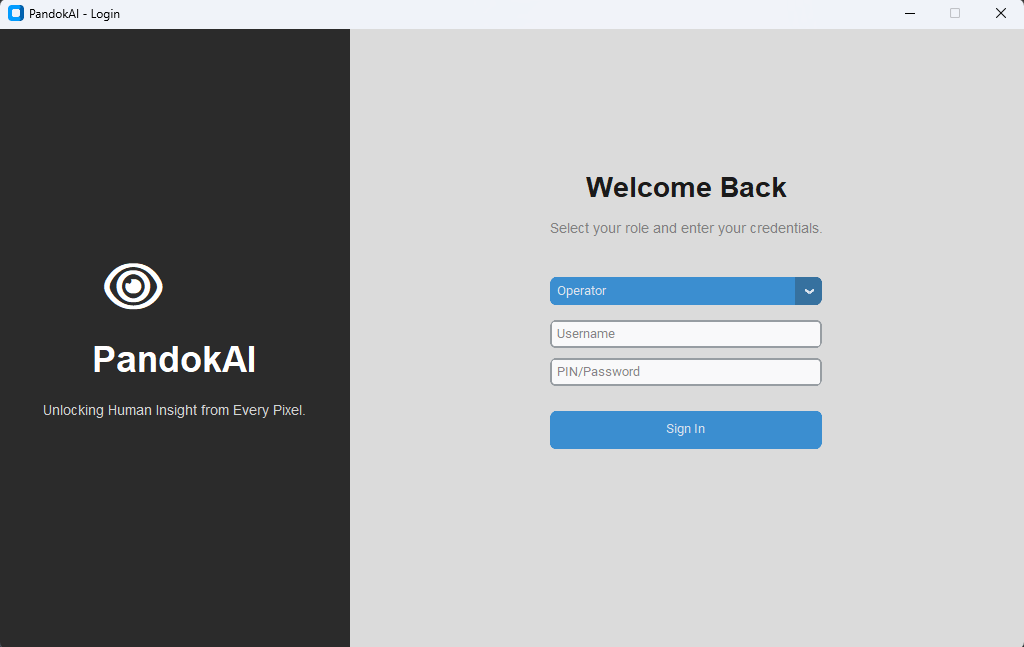 PandokAI - Login
PandokAI
Unlocking Human Insight from Every Pixel.
Welcome Back
Select your role and enter your credentials.
Operator
Username
PIN/Password
Sign In